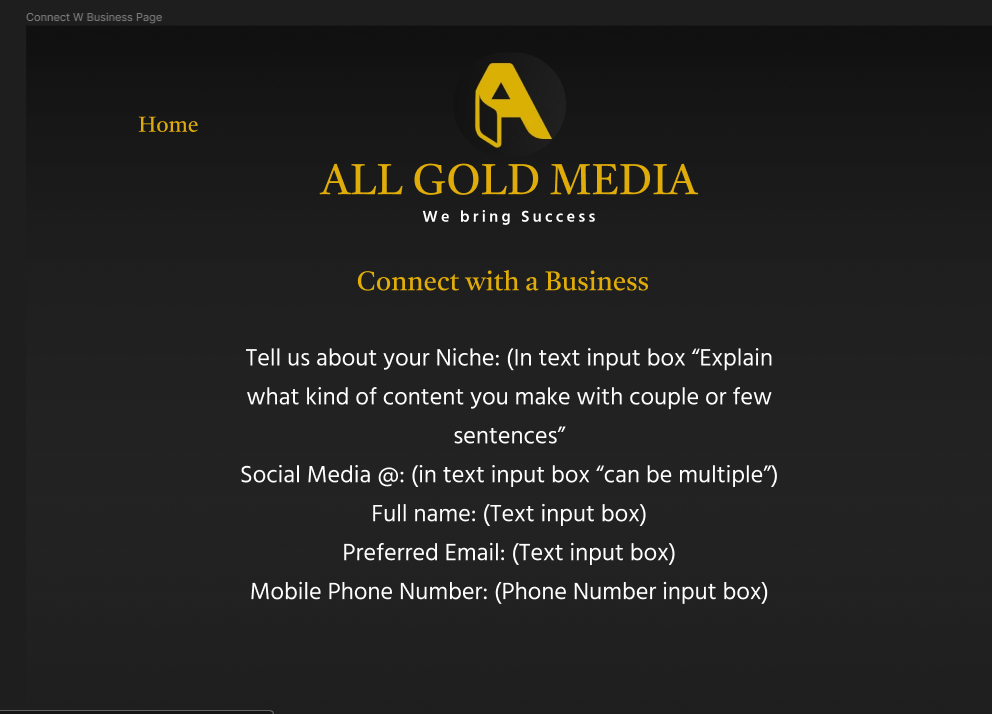 Connect W Business Page
Home
ALL GOLD MEDIA
We bring Success
Connect with a Business
Tell us about your Niche: (In text input box “Explain
what kind of content you make with couple or few
sentences”
Social Media @: (in text input box “can be multiple”)
Full name: (Text input box)
Preferred Email: (Text input box)
Mobile Phone Number: (Phone Number input box)